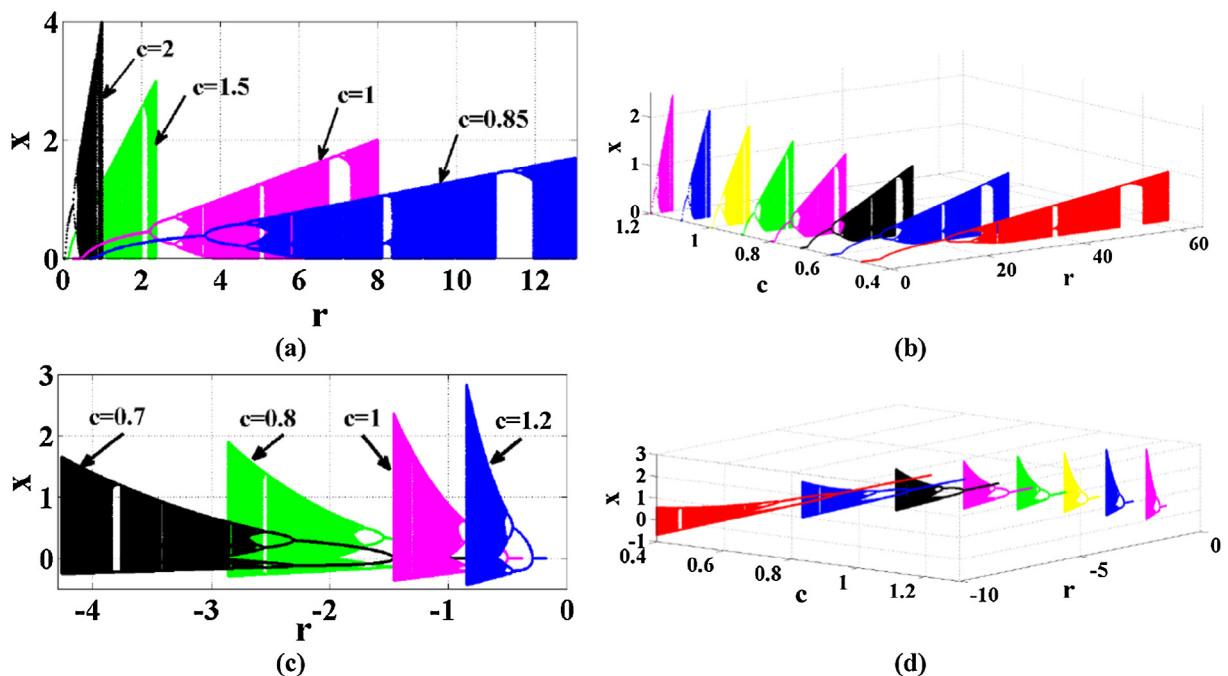 4
2
0
x
c=2
c=1.5
c=1
c=0.85
0 2 4 6 8 10 12
r
(a)
2
1
0
x
1.2 1 0.8 0.6 0.4
c
0 20 40 60
r
(b)
3
2
1
0
x
c=0.7
c=0.8
c=1
c=1.2
-4 -3 -2 -1 0
r
(c)
3
2
1
0
-1
x
0.4 0.6 0.8 1 1.2
c
-10 -5 0
r
(d)